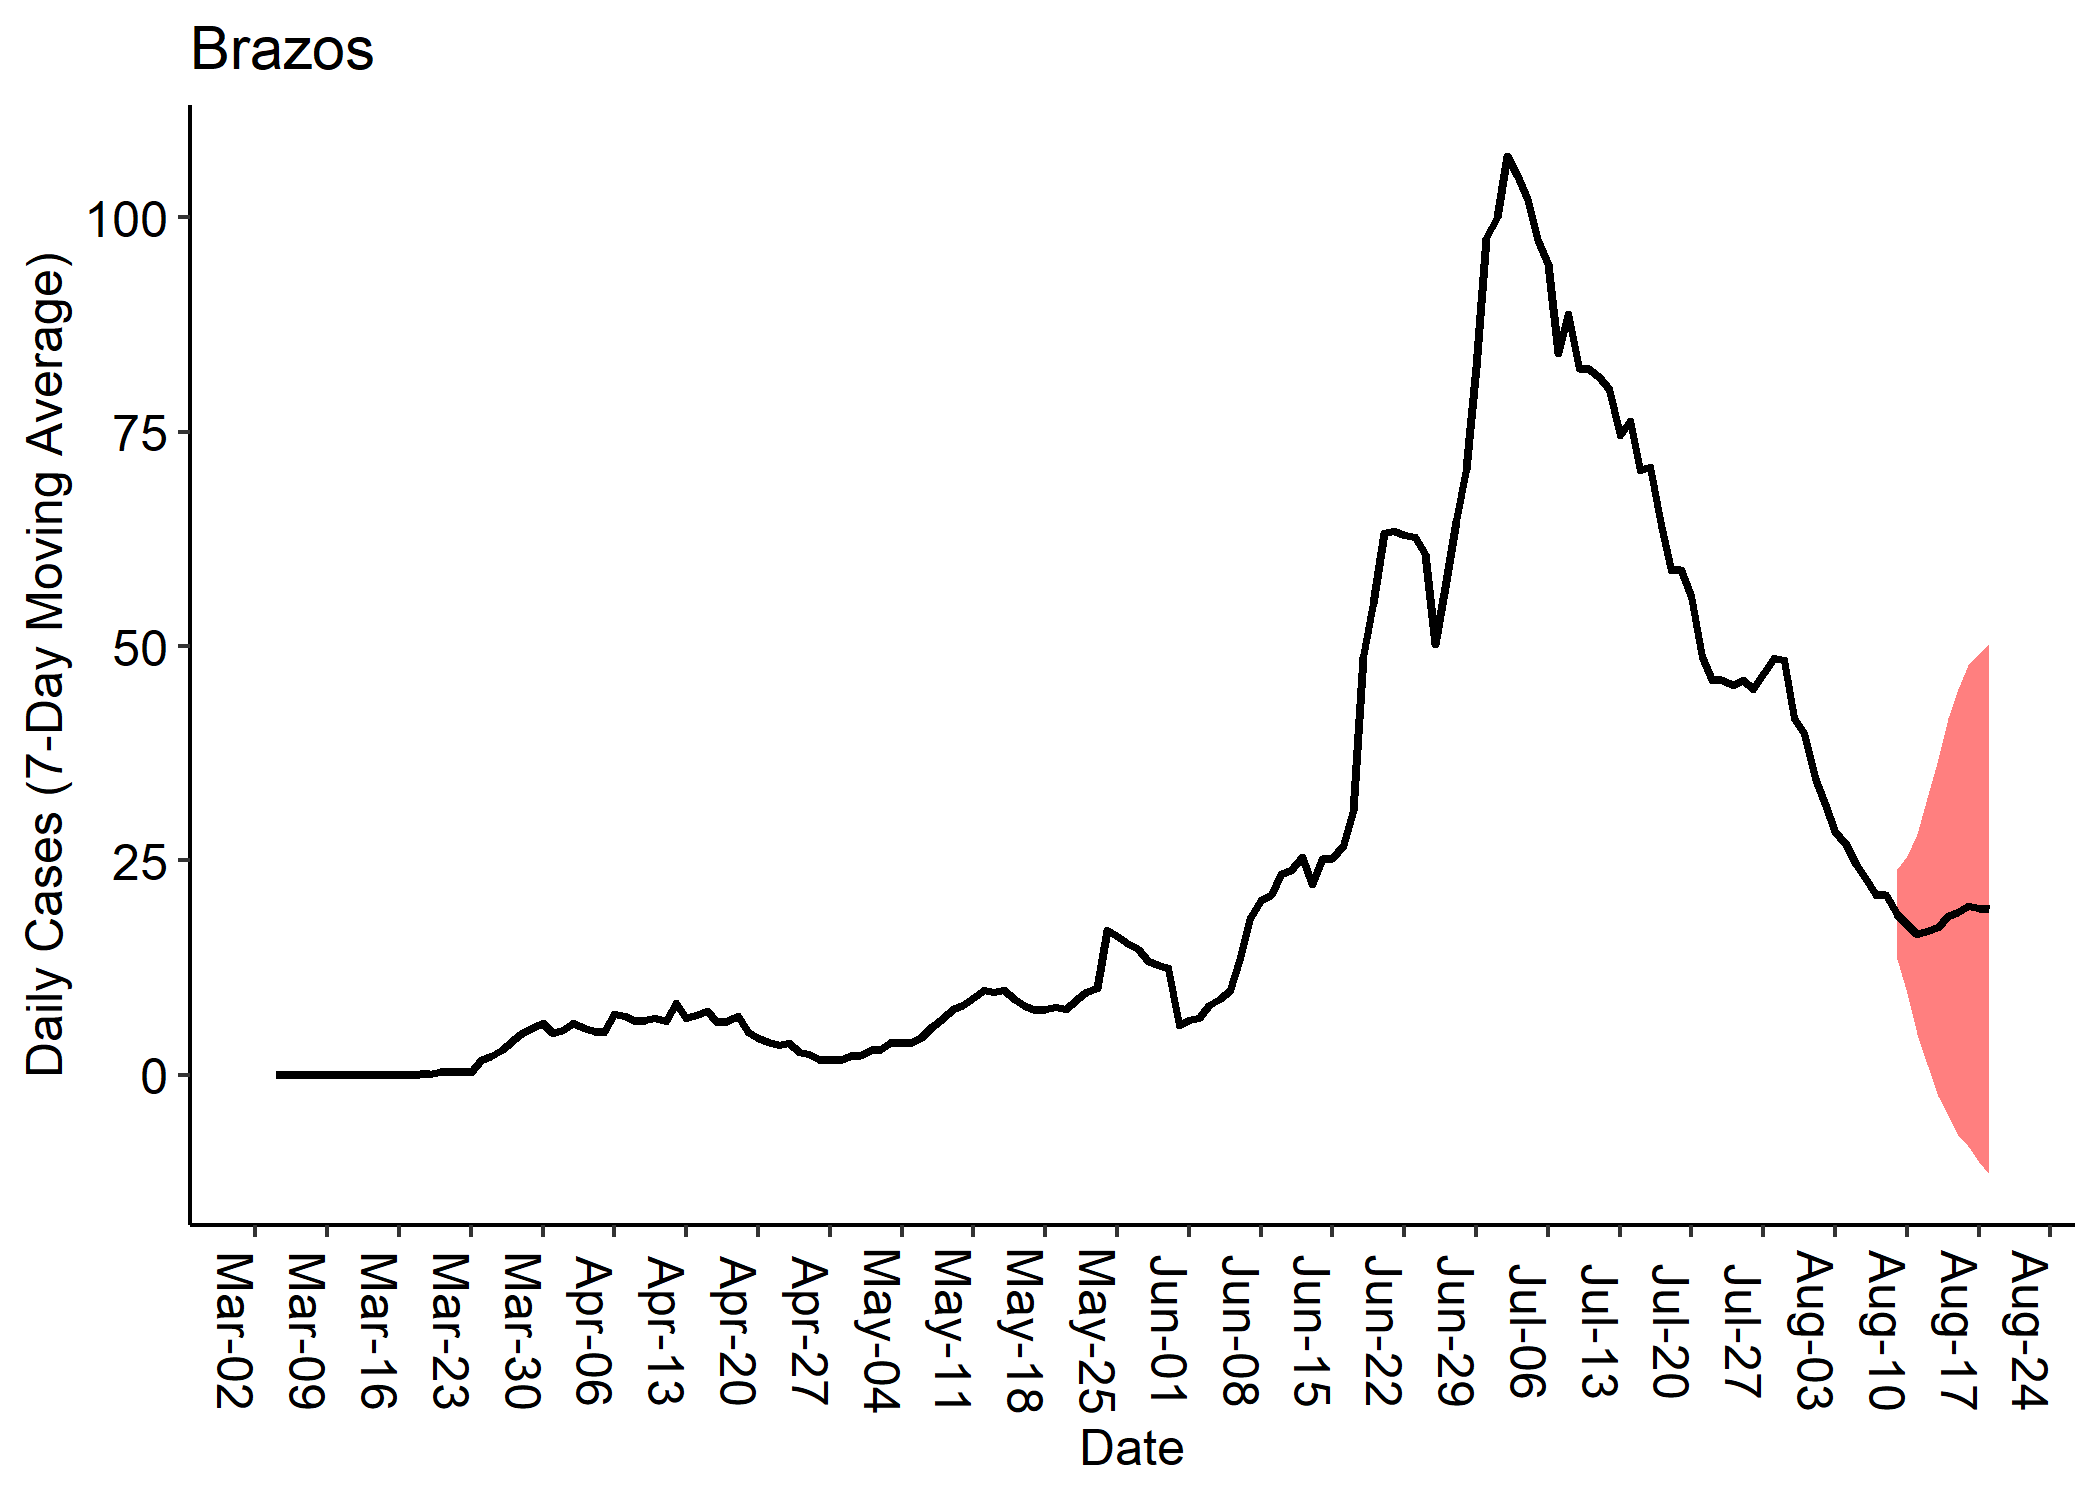 Brazos
Daily Cases (7-Day Moving Average)
100
75
50
25
0
Mar-02
Mar-09
Mar-16
Mar-23
Mar-30
Apr-06
Apr-13
Apr-20
Apr-27
May-04
May-11
May-18
May-25
Jun-01
Jun-08
Jun-15
Jun-22
Jun-29
Jul-06
Jul-13
Jul-20
Jul-27
Aug-03
Aug-10
Aug-17
Aug-24
Date